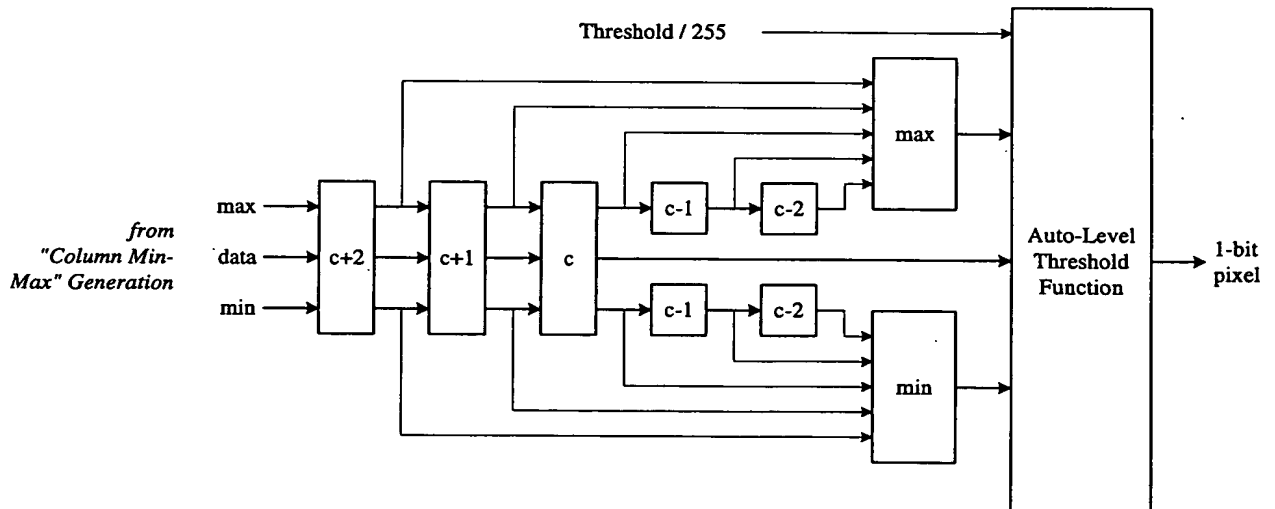 Threshold / 255
max
max
data
min
from
"Column Min-
Max" Generation
c+2
c+1
c
c-1
c-2
c-1
c-2
min
Auto-Level
Threshold
Function
1-bit
pixel